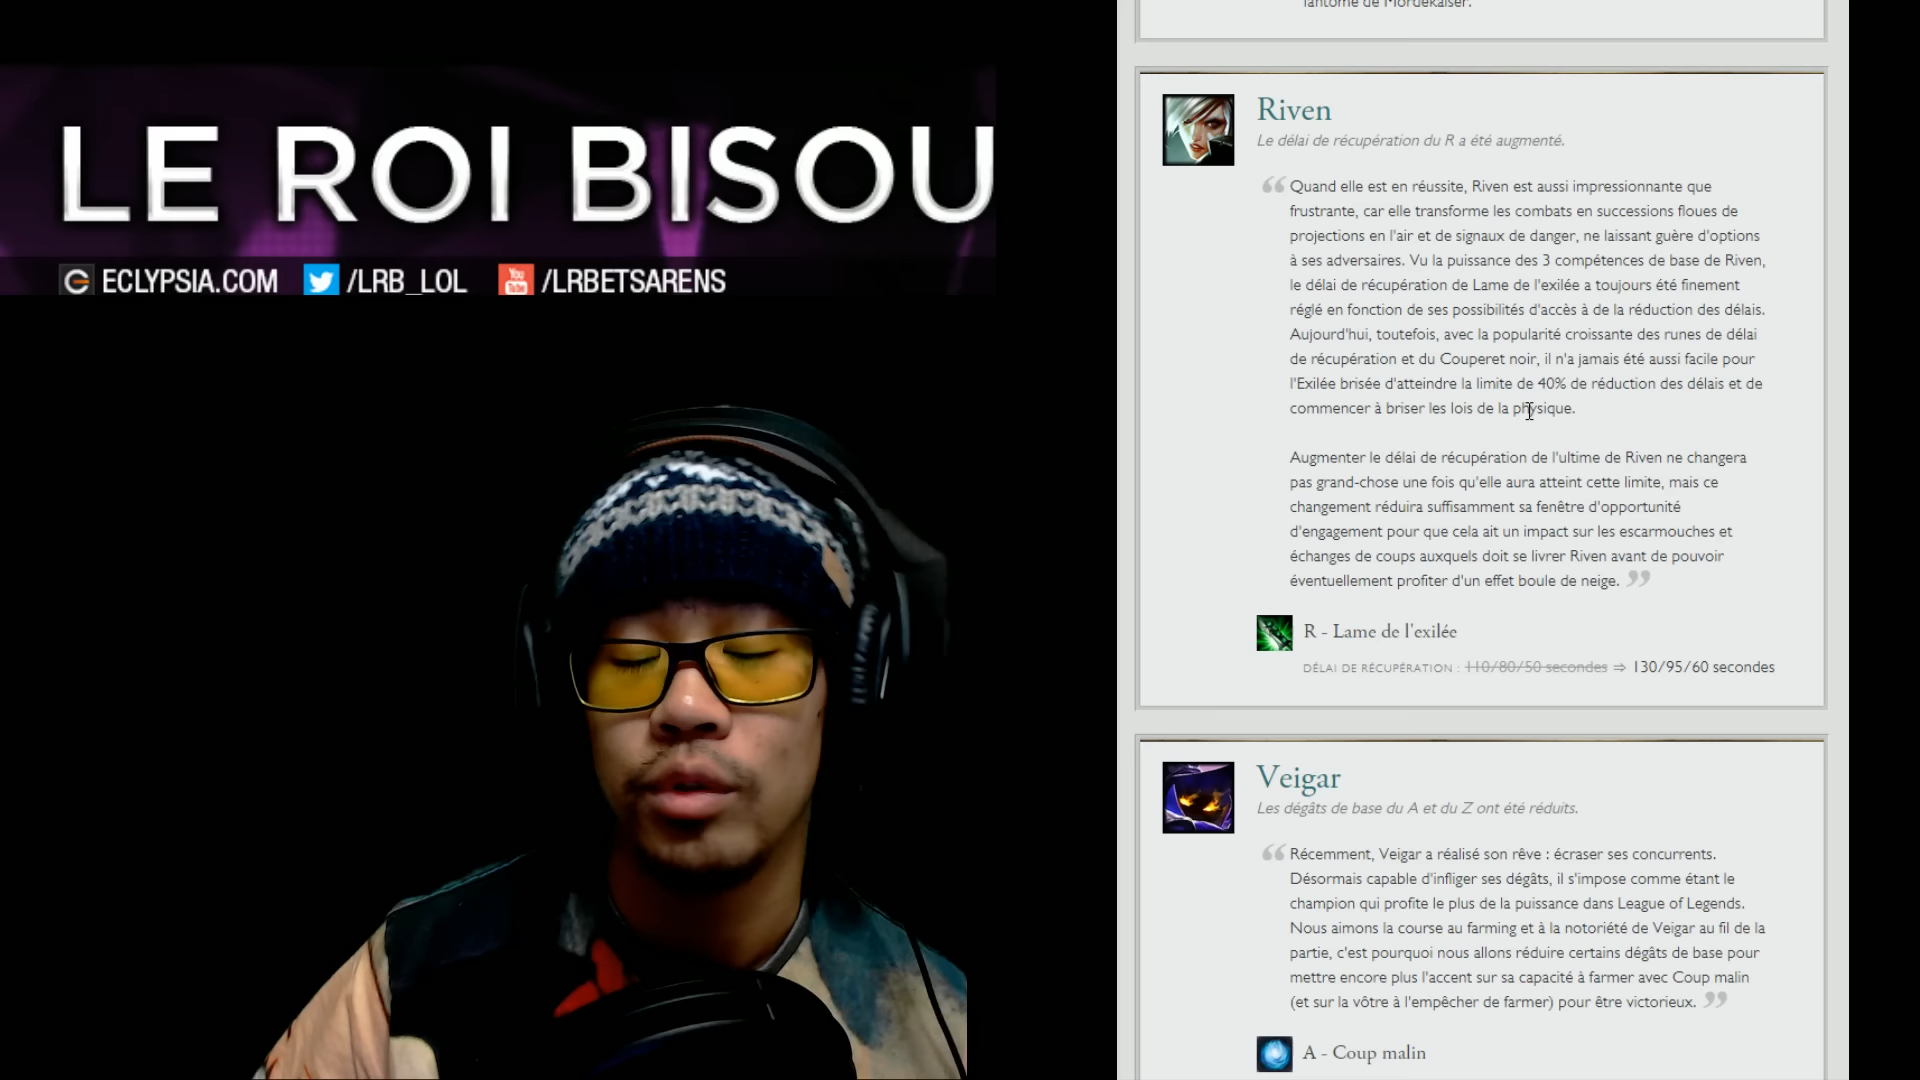 LE ROI BISOU
ECLYPSIA.COM /LRB_LOL You Tube /LRBETSARENS
fantôme de Mordekaiser.
Riven
Le délai de récupération du R a été augmenté.
Quand elle est en réussite, Riven est aussi impressionnante que
frustrante, car elle transforme les combats en successions floues de
projections en l'air et de signaux de danger, ne laissant guère d'options
à ses adversaires. Vu la puissance des 3 compétences de base de Riven,
le délai de récupération de Lame de l'exilée a toujours été finement
réglé en fonction de ses possibilités d'accès à de la réduction des délais.
Aujourd'hui, toutefois, avec la popularité croissante des runes de délai
de récupération et du Couperet noir, il n'a jamais été aussi facile pour
l'Exilée brisée d'atteindre la limite de 40% de réduction des délais et de
commencer à briser les lois de la physique.
Augmenter le délai de récupération de l'ultime de Riven ne changera
pas grand-chose une fois qu'elle aura atteint cette limite, mais ce
changement réduira suffisamment sa fenêtre d'opportunité
d'engagement pour que cela ait un impact sur les escarmouches et
échanges de coups auxquels doit se livrer Riven avant de pouvoir
éventuellement profiter d'un effet boule de neige.
R - Lame de l'exilée
DÉLAI DE RÉCUPÉRATION : 110/80/50 secondes ⇒ 130/95/60 secondes
Veigar
Les dégâts de base du A et du Z ont été réduits.
Récemment, Veigar a réalisé son rêve : écraser ses concurrents.
Désormais capable d'infliger ses dégâts, il s'impose comme étant le
champion qui profite le plus de la puissance dans League of Legends.
Nous aimons la course au farming et à la notoriété de Veigar au fil de la
partie, c'est pourquoi nous allons réduire certains dégâts de base pour
mettre encore plus l'accent sur sa capacité à farmer avec Coup malin
(et sur la vôtre à l'empêcher de farmer) pour être victorieux.
A - Coup malin